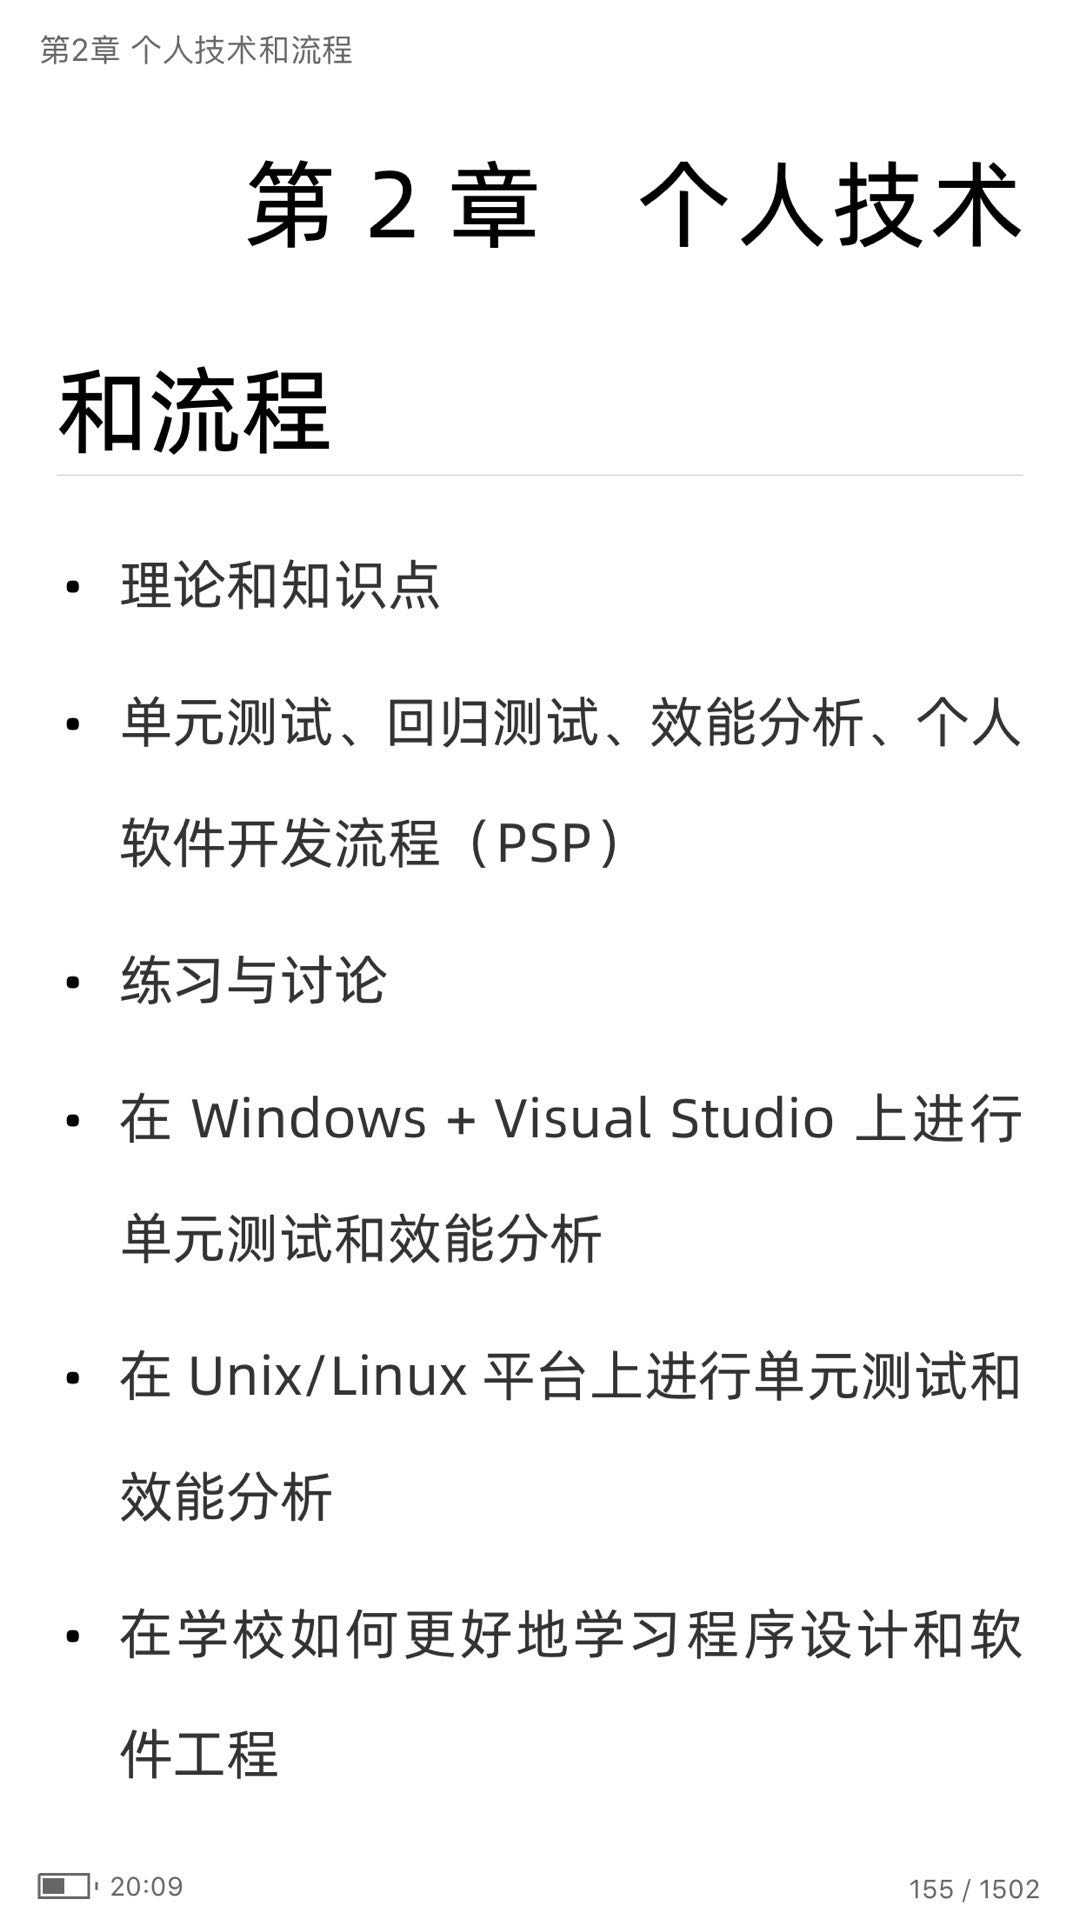 第2章 个人技术和流程
第 2 章　个人技术
和流程
• 理论和知识点
• 单元测试、回归测试、效能分析、个人
软件开发流程（PSP）
• 练习与讨论
• 在 Windows + Visual Studio 上进行
单元测试和效能分析
• 在 Unix/Linux 平台上进行单元测试和
效能分析
• 在学校如何更好地学习程序设计和软
件工程
20:09
155 / 1502